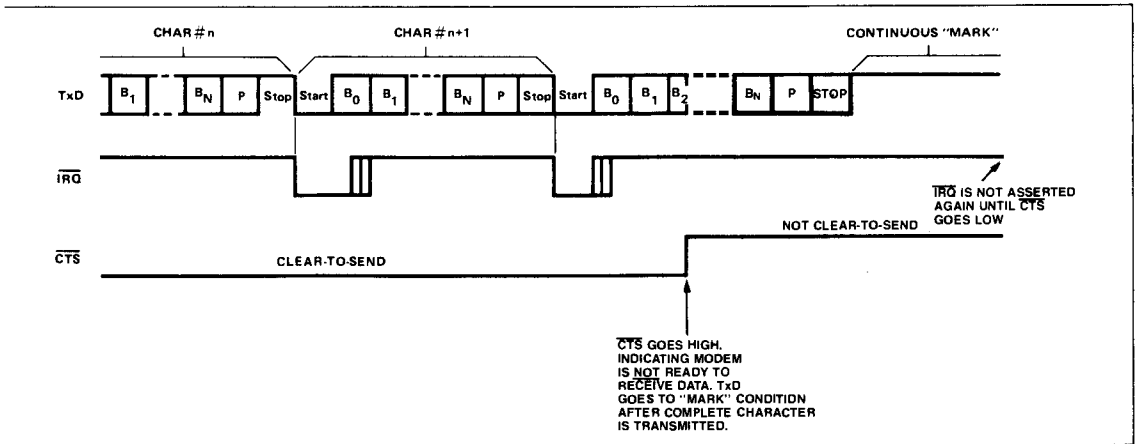 CHAR #n CHAR #n+1 CONTINUOUS "MARK"
TxD B1 BN P Stop Start B0 B1 BN P Stop Start B0 B1 B2 BN P STOP
IRQ
IRQ IS NOT ASSERTED
AGAIN UNTIL CTS
GOES LOW
NOT CLEAR-TO-SEND
CTS CLEAR-TO-SEND
CTS GOES HIGH.
INDICATING MODEM
IS NOT READY TO
RECEIVE DATA. TxD
GOES TO "MARK" CONDITION
AFTER COMPLETE CHARACTER
IS TRANSMITTED.